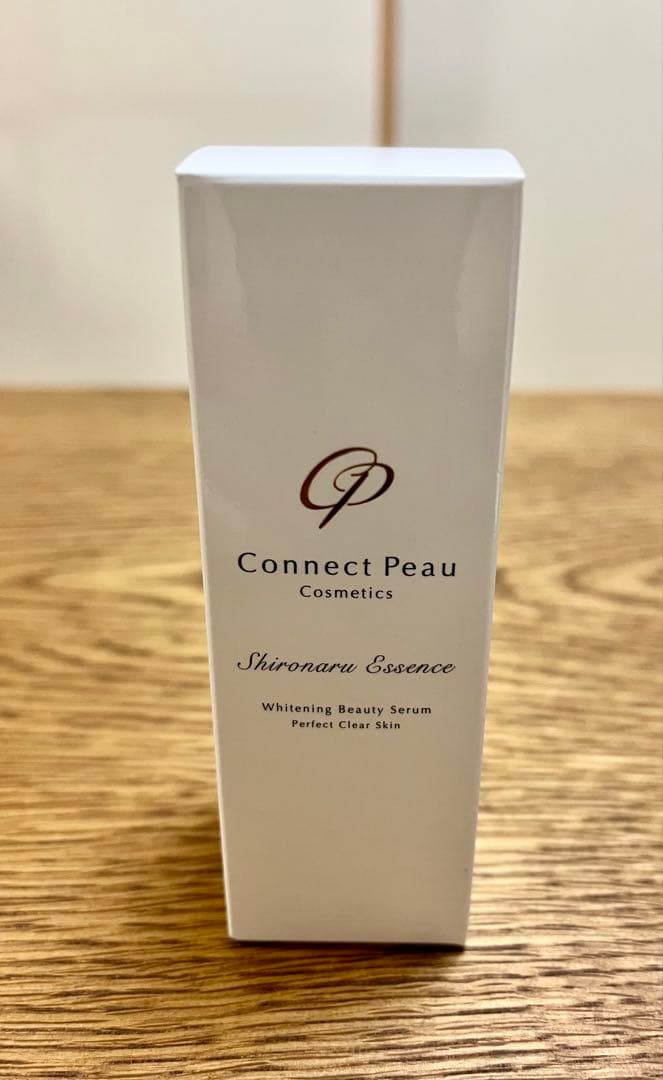 CP
Connect Peau
Cosmetics
Shironaru Essence
Whitening Beauty Serum
Perfect Clear Skin